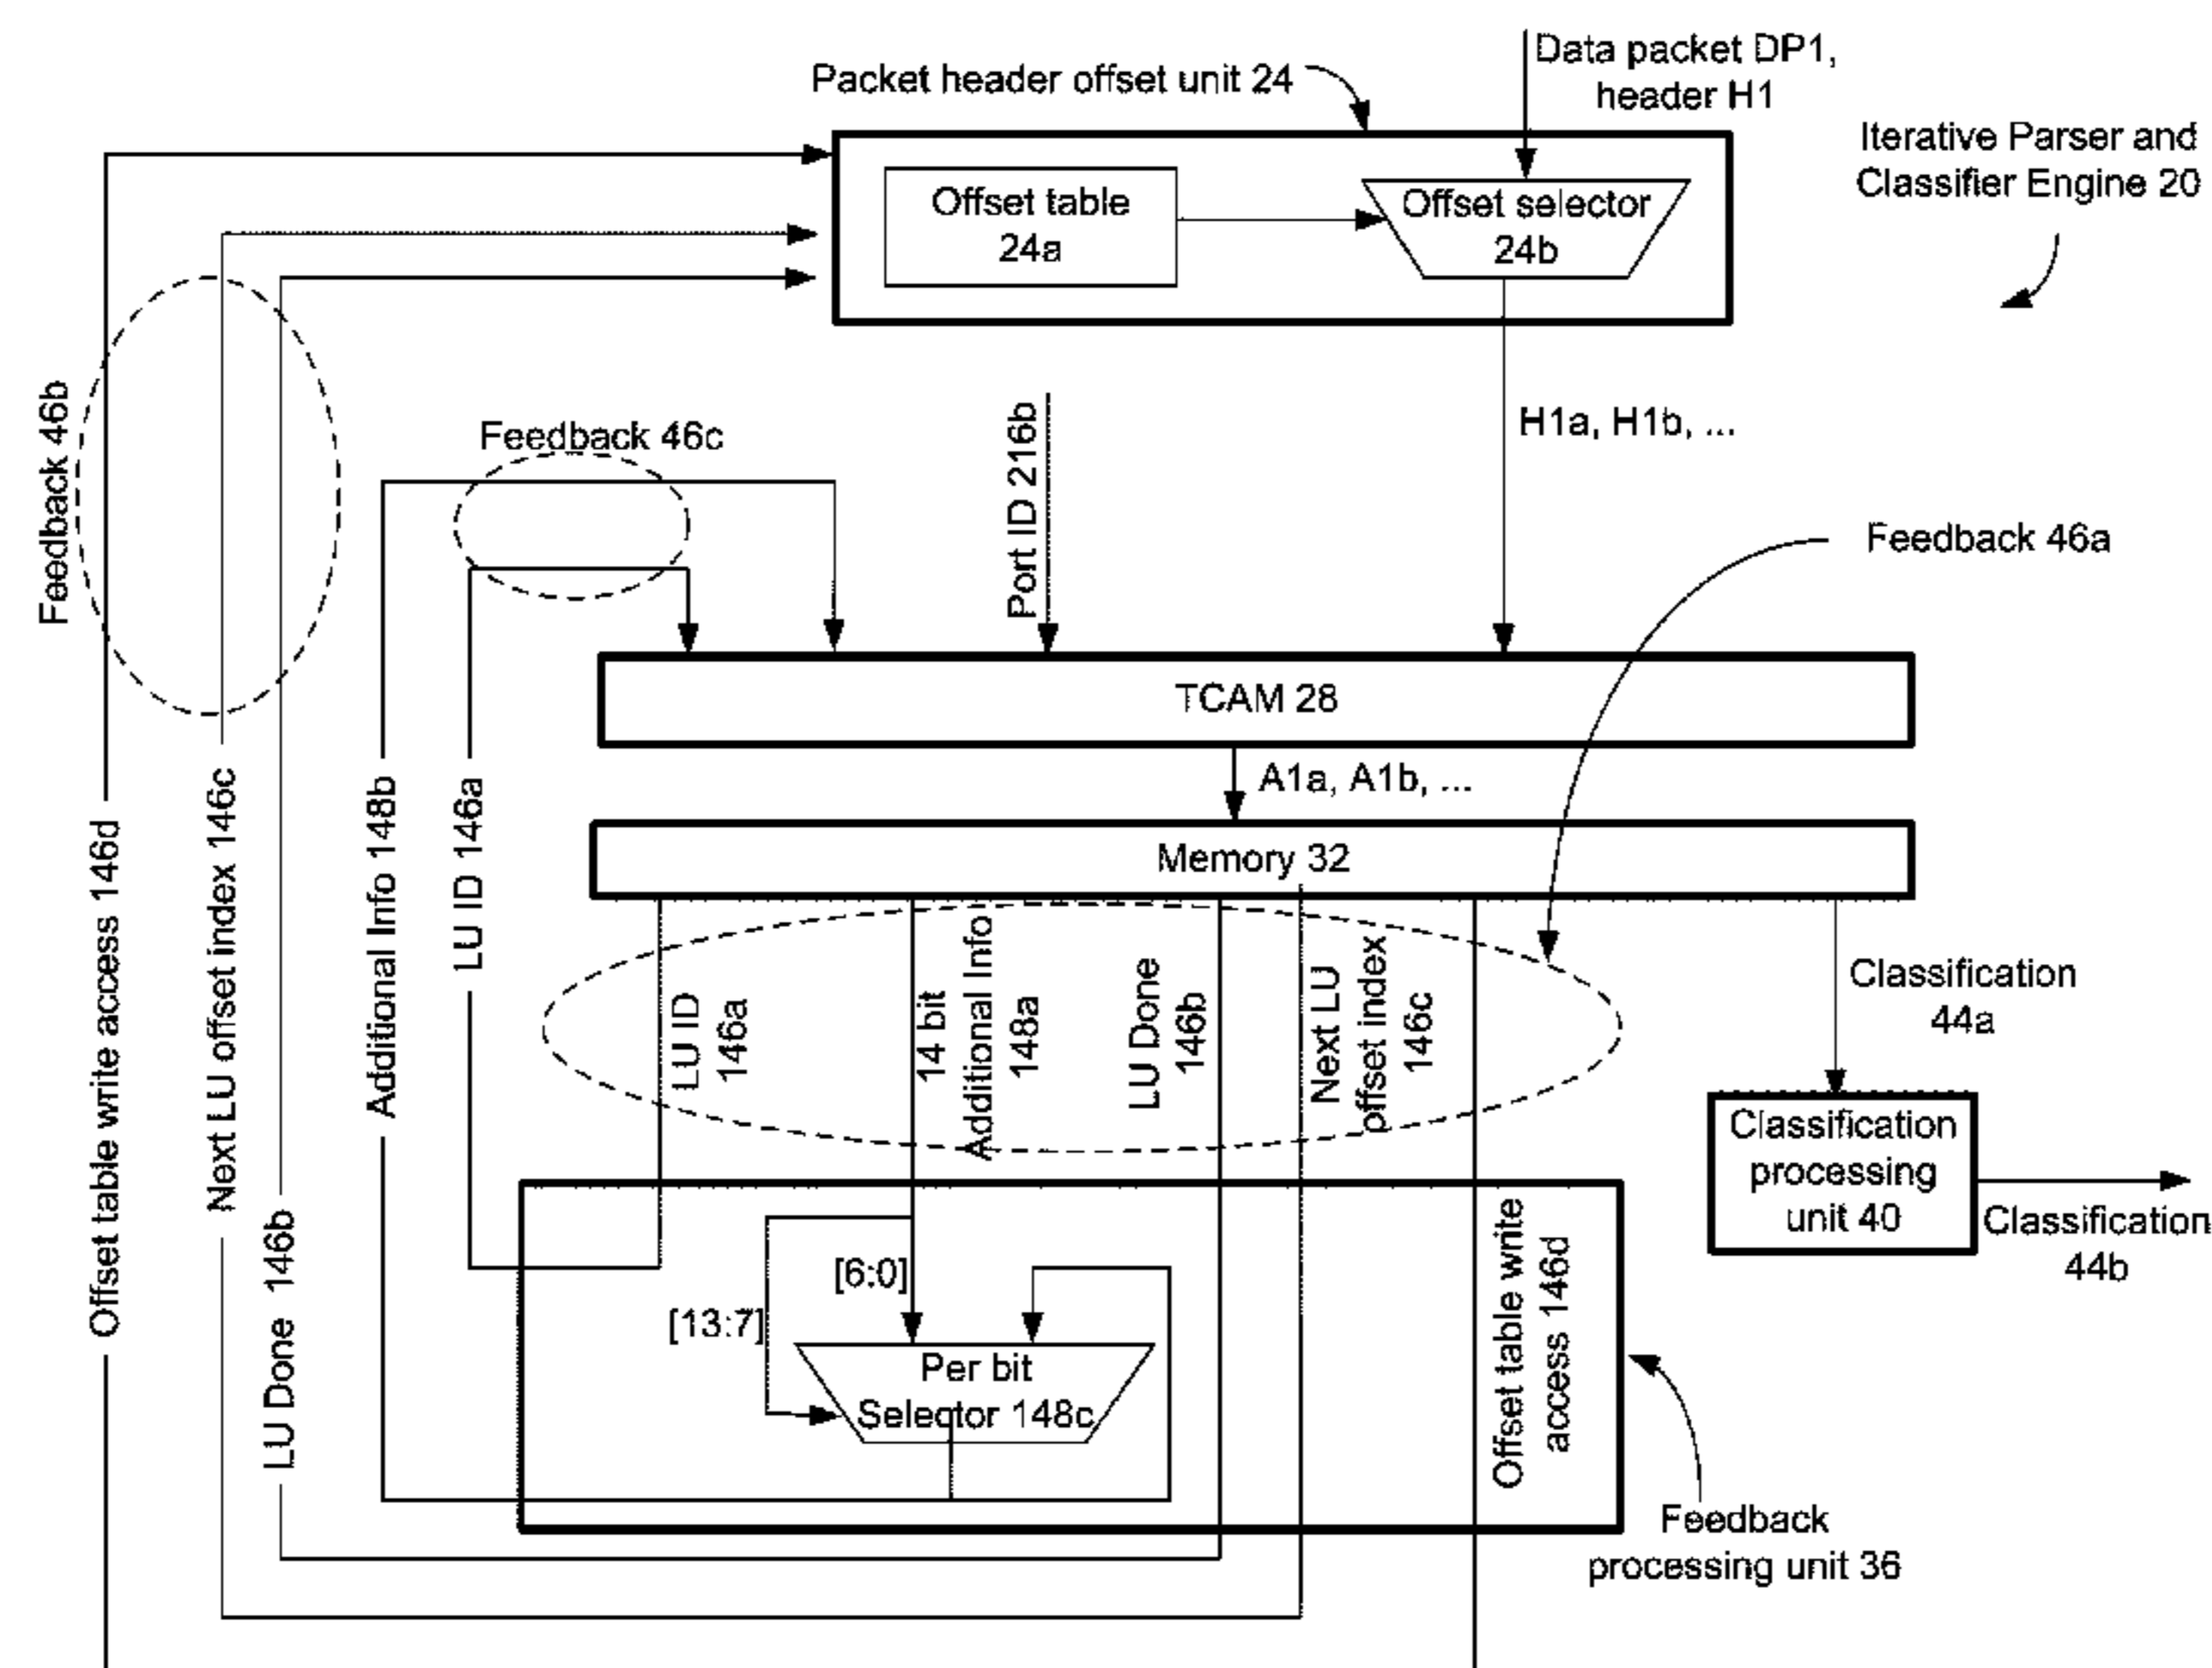 Data packet DP1,
header H1
Packet header offset unit 24
Iterative Parser and
Classifier Engine 20
Offset table
24a
Offset selector
24b
Feedback 46b
Feedback 46c
Port ID 216b
H1a, H1b, ...
Feedback 46a
TCAM 28
A1a, A1b, ...
Memory 32
Offset table write access 146d
Next LU offset index 146c
LU Done 146b
Additional Info 148b
LU ID 146a
LU ID
146a
14 bit
Additional Info
148a
LU Done
146b
Next LU
offset index
146c
Classification
44a
Classification
processing
unit 40
Classification
44b
[6:0]
[13:7]
Per bit
Selector 148c
Offset table write
access 146d
Feedback
processing unit 36